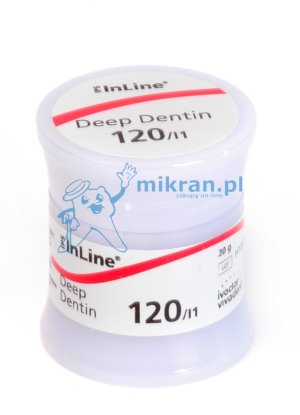 IPS InLine®
Deep Dentin
120/I1
mikran.pl
zakupy on-line
IPS InLine®
Deep
Dentin
120/I1
20 g
LOT
ivoclar
vivadent